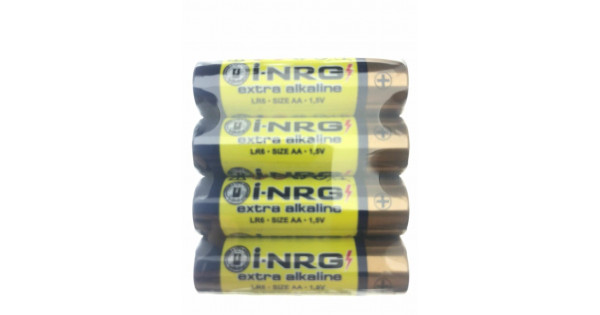 i-NRG
extra alkaline
LR6 • SIZE AA • 1,5V
i-NRG
extra alkaline
LR6 • SIZE AA • 1,5V
i-NRG
extra alkaline
LR6 • SIZE AA • 1,5V
i-NRG
extra alkaline
LR6 • SIZE AA • 1,5V